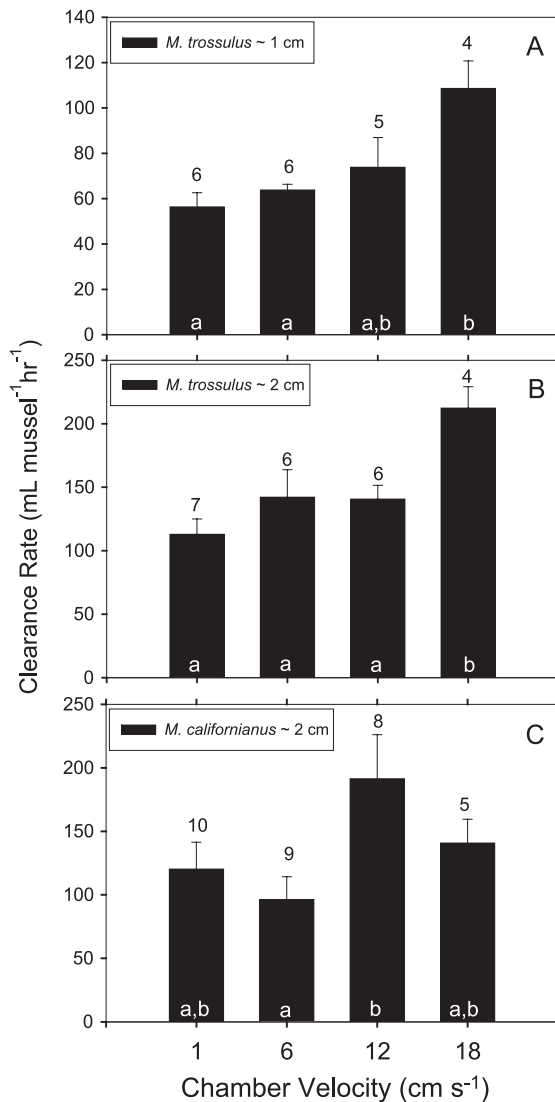 140
M. trossulus ~ 1 cm
A
4
120
100
5
80
6
6
60
40
20
a
a
a,b
b
0
250
M. trossulus ~ 2 cm
B
4
200
6
6
150
7
100
50
a
a
a
b
0
Clearance Rate (mL mussel⁻¹hr⁻¹)
250
M. californianus ~ 2 cm
C
8
200
5
10
150
9
100
50
a,b
a
b
a,b
0
1
6
12
18
Chamber Velocity (cm s⁻¹)